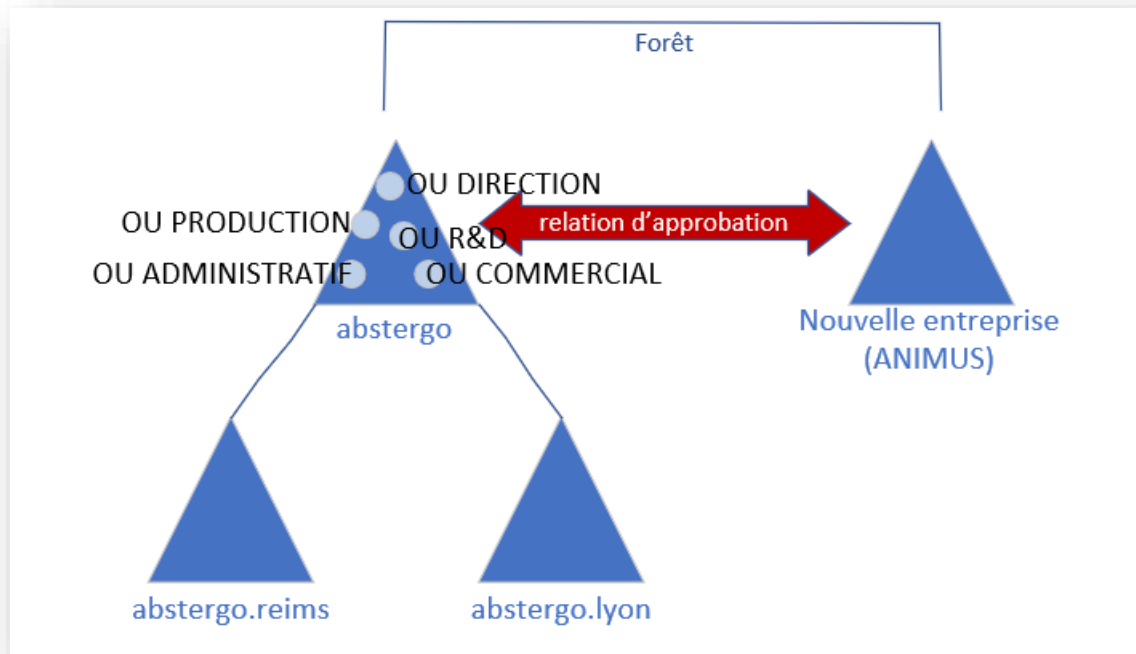 Forêt
OU DIRECTION
OU PRODUCTION
relation d’approbation
OU R&D
OU ADMINISTRATIF
OU COMMERCIAL
abstergo
Nouvelle entreprise
(ANIMUS)
abstergo.reims
abstergo.lyon